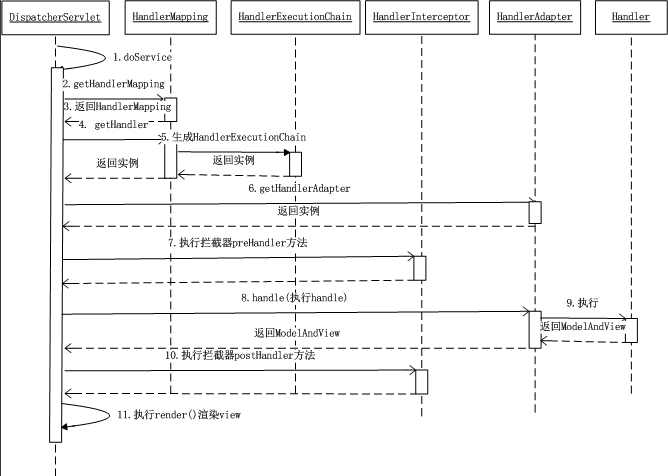 DispatcherServlet
HandlerMapping
HandlerExecutionChain
HandlerInterceptor
HandlerAdapter
Handler
1.doService
2.getHandlerMapping
3.返回HandlerMapping
4. getHandler
5.生成HandlerExecutionChain
返回实例
返回实例
6.getHandlerAdapter
返回实例
7.执行拦截器preHandler方法
8.handle(执行handle)
9.执行
返回ModelAndView
返回ModelAndView
10.执行拦截器postHandler方法
11.执行render()渲染view